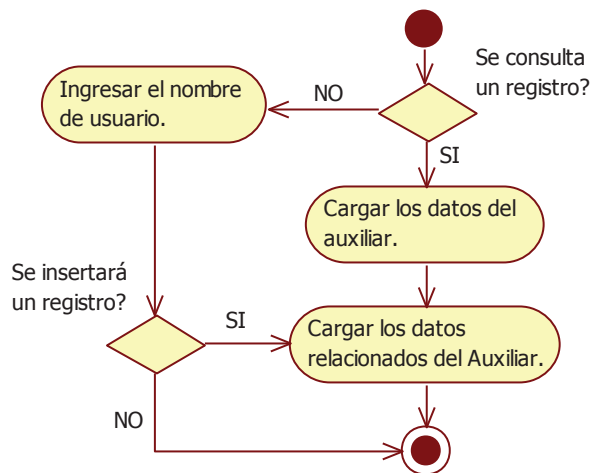 Se consulta
un registro?
Ingresar el nombre
de usuario.
NO
SI
Cargar los datos del
auxiliar.
Se insertará
un registro?
SI
Cargar los datos
relacionados del Auxiliar.
NO